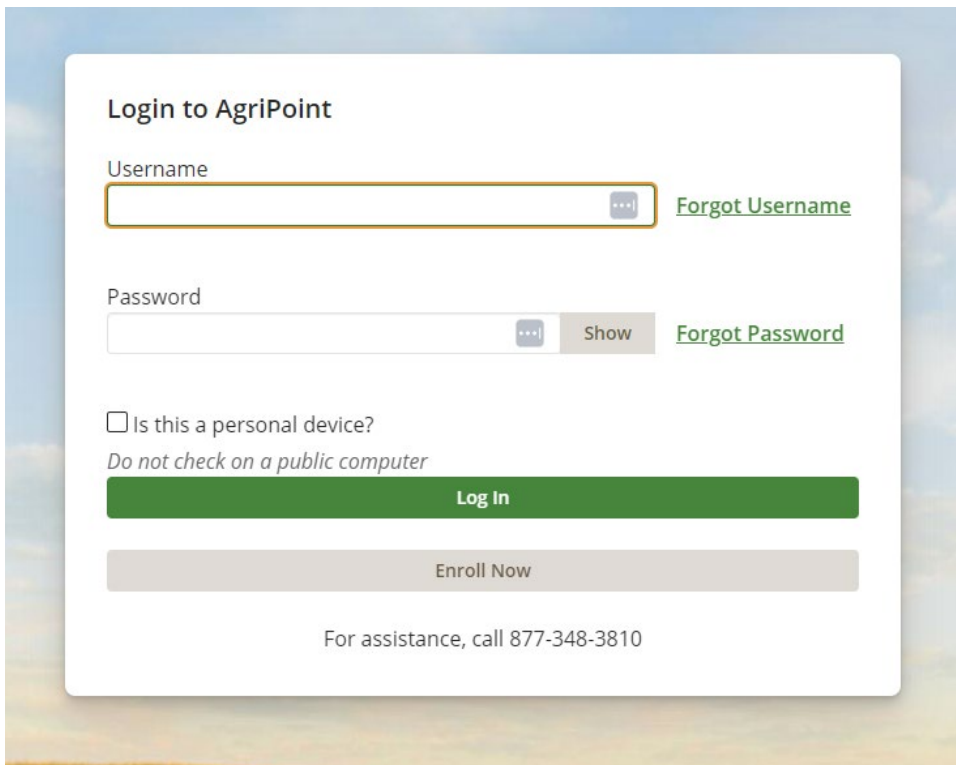 Login to AgriPoint
Username
Forgot Username
Password
Show
Forgot Password
Is this a personal device?
Do not check on a public computer
Log In
Enroll Now
For assistance, call 877-348-3810